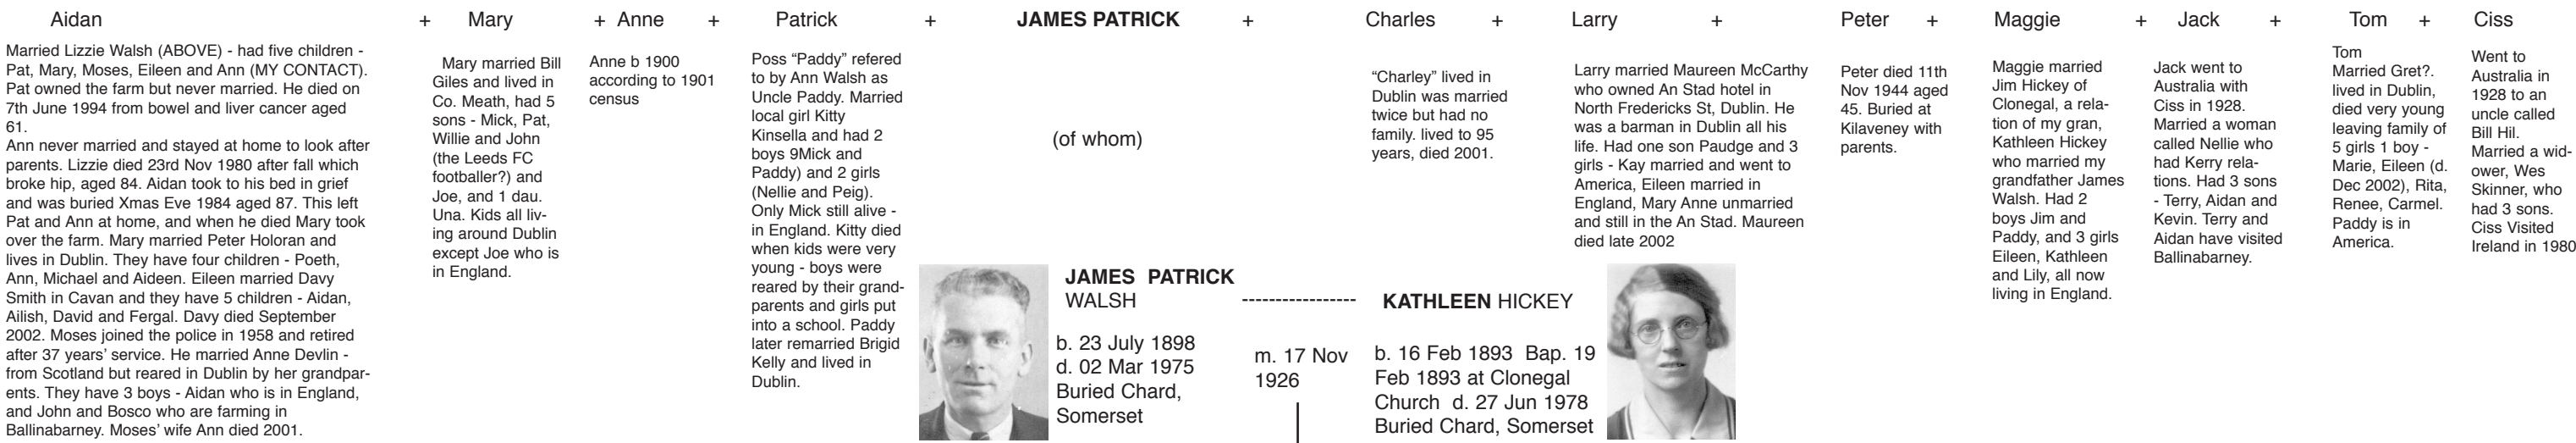 Aidan + Mary + Anne + Patrick + JAMES PATRICK + Charles + Larry + Peter + Maggie + Jack + Tom + Ciss
Married Lizzie Walsh (ABOVE) - had five children -
Pat, Mary, Moses, Eileen and Ann (MY CONTACT).
Pat owned the farm but never married. He died on
7th June 1994 from bowel and liver cancer aged
61.
Ann never married and stayed at home to look after
parents. Lizzie died 23rd Nov 1980 after fall which
broke hip, aged 84. Aidan took to his bed in grief
and was buried Xmas Eve 1984 aged 87. This left
Pat and Ann at home, and when he died Mary took
over the farm. Mary married Peter Holoran and
lives in Dublin. They have four children - Poeth,
Ann, Michael and Aideen. Eileen married Davy
Smith in Cavan and they have 5 children - Aidan,
Ailish, David and Fergal. Davy died September
2002. Moses joined the police in 1958 and retired
after 37 years' service. He married Anne Devlin -
from Scotland but reared in Dublin by her grandpar-
ents. They have 3 boys - Aidan who is in England,
and John and Bosco who are farming in
Ballinabarney. Moses' wife Ann died 2001.
Mary married Bill
Giles and lived in
Co. Meath, had 5
sons - Mick, Pat,
Willie and John
(the Leeds FC
footballer?) and
Joe, and 1 dau.
Una. Kids all liv-
ing around Dublin
except Joe who is
in England.
Anne b 1900
according to 1901
census
Poss “Paddy” refered
to by Ann Walsh as
Uncle Paddy. Married
local girl Kitty
Kinsella and had 2
boys 9Mick and
Paddy) and 2 girls
(Nellie and Peig).
Only Mick still alive -
in England. Kitty died
when kids were very
young - boys were
reared by their grand-
parents and girls put
into a school. Paddy
later remarried Brigid
Kelly and lived in
Dublin.
(of whom)
“Charley” lived in
Dublin was married
twice but had no
family. lived to 95
years, died 2001.
Larry married Maureen McCarthy
who owned An Stad hotel in
North Fredericks St, Dublin. He
was a barman in Dublin all his
life. Had one son Paudge and 3
girls - Kay married and went to
America, Eileen married in
England, Mary Anne unmarried
and still in the An Stad. Maureen
died late 2002
Peter died 11th
Nov 1944 aged
45. Buried at
Kilaveney with
parents.
Maggie married
Jim Hickey of
Clonegal, a rela-
tion of my gran,
Kathleen Hickey
who married my
grandfather James
Walsh. Had 2
boys Jim and
Paddy, and 3 girls
Eileen, Kathleen
and Lily, all now
living in England.
Jack went to
Australia with
Ciss in 1928.
Married a woman
called Nellie who
had Kerry rela-
tions. Had 3 sons
- Terry, Aidan and
Kevin. Terry and
Aidan have visited
Ballinabarney.
Tom
Married Gret?.
lived in Dublin,
died very young
leaving family of
5 girls 1 boy -
Marie, Eileen (d.
Dec 2002), Rita,
Renee, Carmel.
Paddy is in
America.
Went to
Australia in
1928 to an
uncle called
Bill Hil.
Married a wid-
ower, Wes
Skinner, who
had 3 sons.
Ciss Visited
Ireland in 1980
JAMES PATRICK
WALSH
b. 23 July 1898
d. 02 Mar 1975
Buried Chard,
Somerset
-----------------
m. 17 Nov
1926
KATHLEEN HICKEY
b. 16 Feb 1893 Bap. 19
Feb 1893 at Clonegal
Church d. 27 Jun 1978
Buried Chard, Somerset